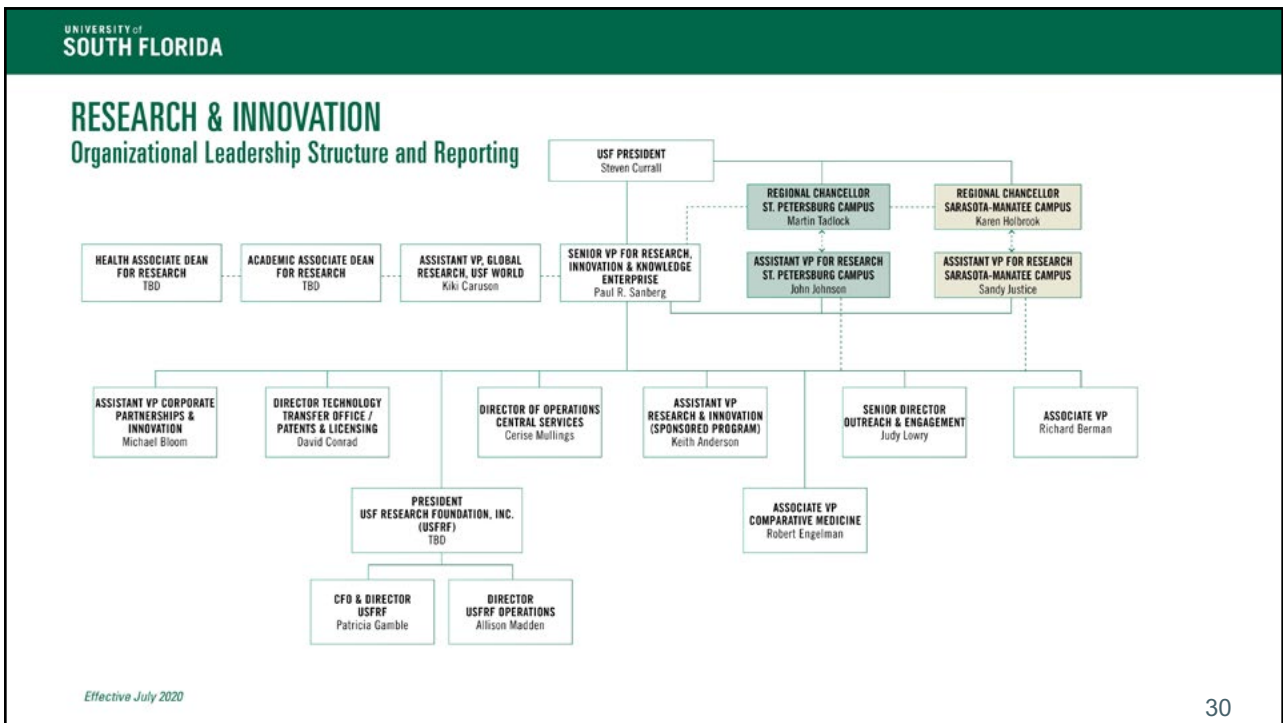 UNIVERSITY of
SOUTH FLORIDA
RESEARCH & INNOVATION
Organizational Leadership Structure and Reporting
USF PRESIDENT
Steven Currall
REGIONAL CHANCELLOR
ST. PETERSBURG CAMPUS
Martin Tadlock
REGIONAL CHANCELLOR
SARASOTA-MANATEE CAMPUS
Karen Holbrook
HEALTH ASSOCIATE DEAN
FOR RESEARCH
TBD
ACADEMIC ASSOCIATE DEAN
FOR RESEARCH
TBD
ASSISTANT VP, GLOBAL
RESEARCH, USF WORLD
Kiki Caruson
SENIOR VP FOR RESEARCH,
INNOVATION & KNOWLEDGE
ENTERPRISE
Paul R. Sanberg
ASSISTANT VP FOR RESEARCH
ST. PETERSBURG CAMPUS
John Johnson
ASSISTANT VP FOR RESEARCH
SARASOTA-MANATEE CAMPUS
Sandy Justice
ASSISTANT VP CORPORATE
PARTNERSHIPS &
INNOVATION
Michael Bloom
DIRECTOR TECHNOLOGY
TRANSFER OFFICE /
PATENTS & LICENSING
David Conrad
DIRECTOR OF OPERATIONS
CENTRAL SERVICES
Cerise Mullings
ASSISTANT VP
RESEARCH & INNOVATION
(SPONSORED PROGRAM)
Keith Anderson
SENIOR DIRECTOR
OUTREACH & ENGAGEMENT
Judy Lowry
ASSOCIATE VP
Richard Berman
PRESIDENT
USF RESEARCH FOUNDATION, INC.
(USFRF)
TBD
ASSOCIATE VP
COMPARATIVE MEDICINE
Robert Engelman
CFO & DIRECTOR
USFRF
Patricia Gamble
DIRECTOR
USFRF OPERATIONS
Allison Madden
Effective July 2020
30